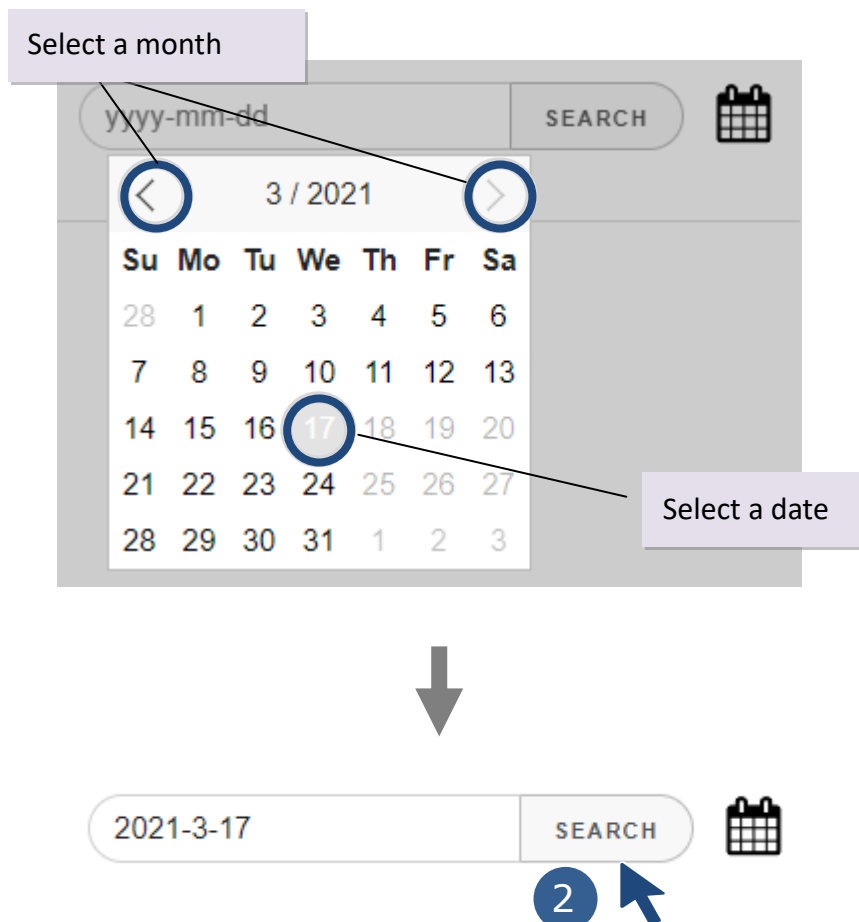 Select a month
yyyy-mm-dd SEARCH
3 / 2021
Su Mo Tu We Th Fr Sa
28 1 2 3 4 5 6
7 8 9 10 11 12 13
14 15 16 17 18 19 20
21 22 23 24 25 26 27
Select a date
28 29 30 31 1 2 3
2021-3-17 SEARCH
2